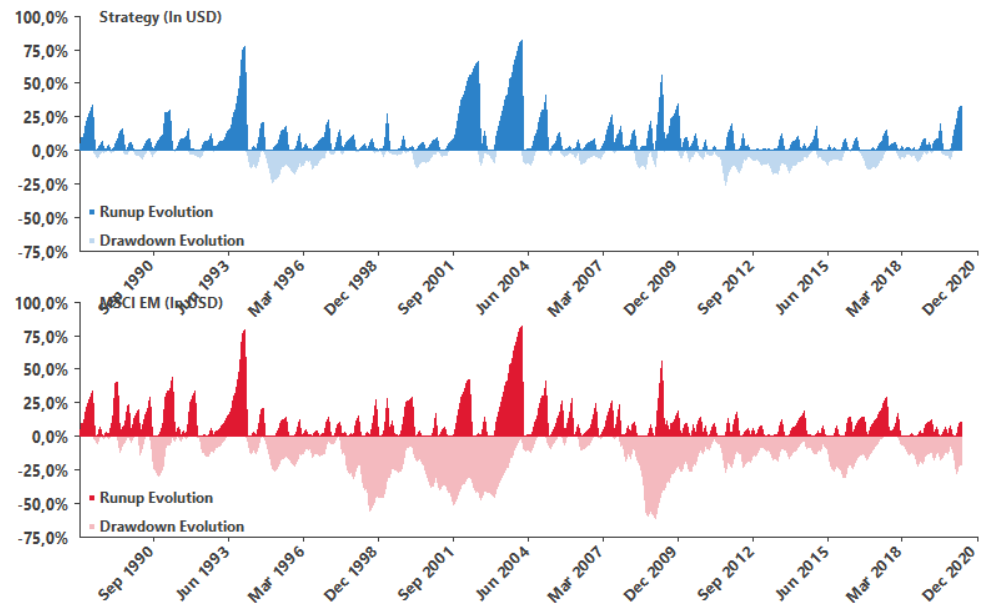 100,0%
Strategy (In USD)
75,0%
50,0%
25,0%
0,0%
-25,0%
-50,0%
-75,0%
Runup Evolution
Drawdown Evolution
Sep 1990
Jun 1993
Mar 1996
Dec 1998
Sep 2001
Jun 2004
Mar 2007
Dec 2009
Sep 2012
Jun 2015
Mar 2018
Dec 2020
100,0%
MSCI EM (In USD)
75,0%
50,0%
25,0%
0,0%
-25,0%
-50,0%
-75,0%
Runup Evolution
Drawdown Evolution
Sep 1990
Jun 1993
Mar 1996
Dec 1998
Sep 2001
Jun 2004
Mar 2007
Dec 2009
Sep 2012
Jun 2015
Mar 2018
Dec 2020